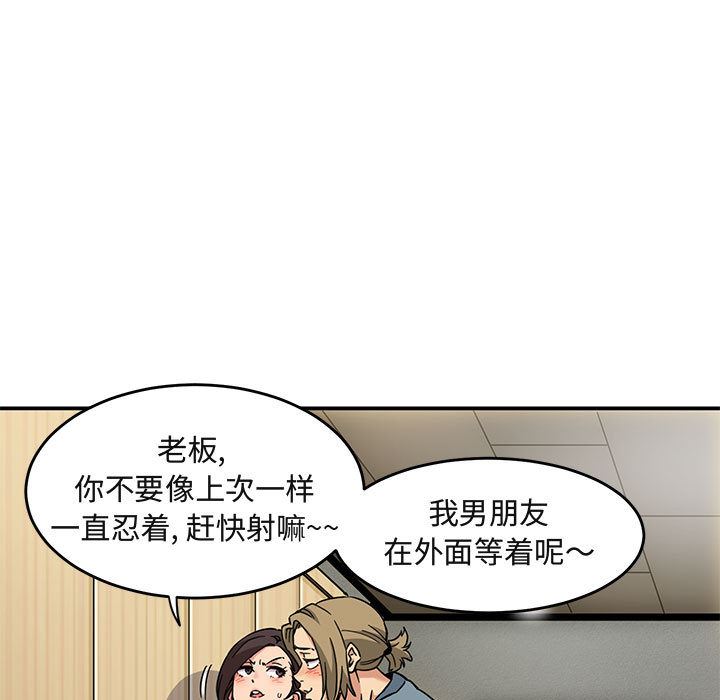 老板,
你不要像上次一样
一直忍着, 赶快射嘛~~
我男朋友
在外面等着呢～